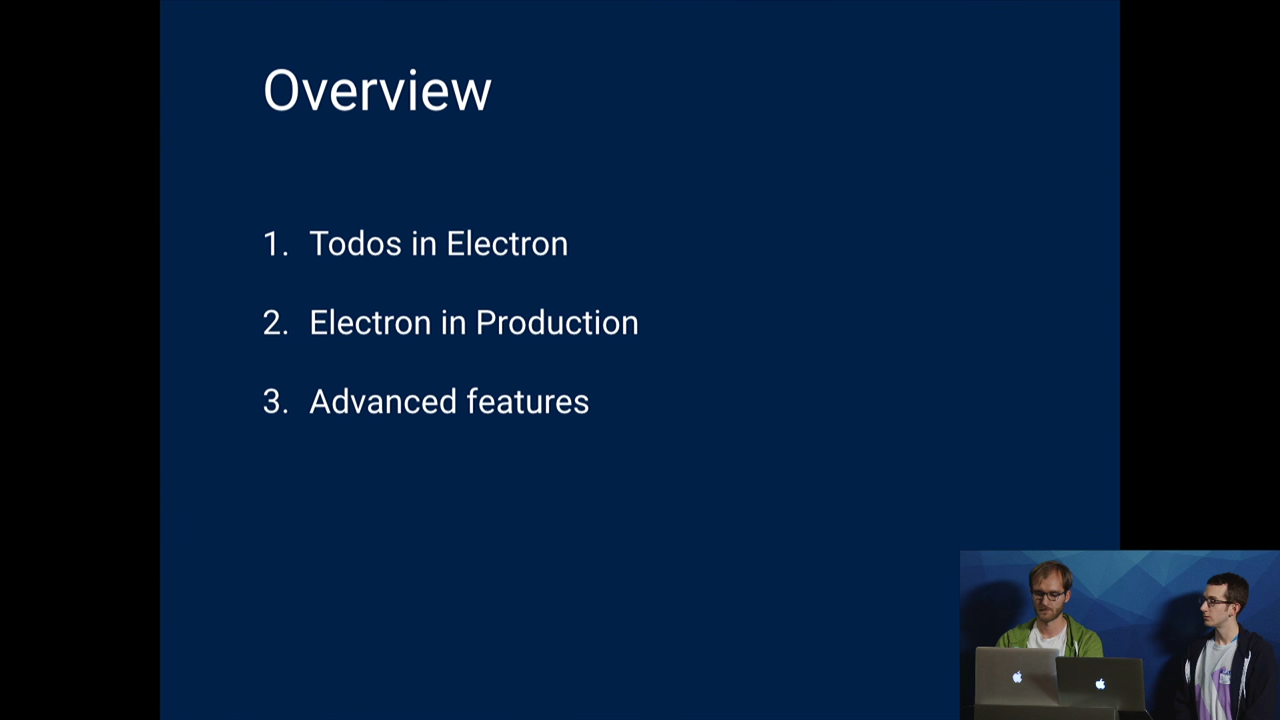 Overview
1. Todos in Electron
2. Electron in Production
3. Advanced features